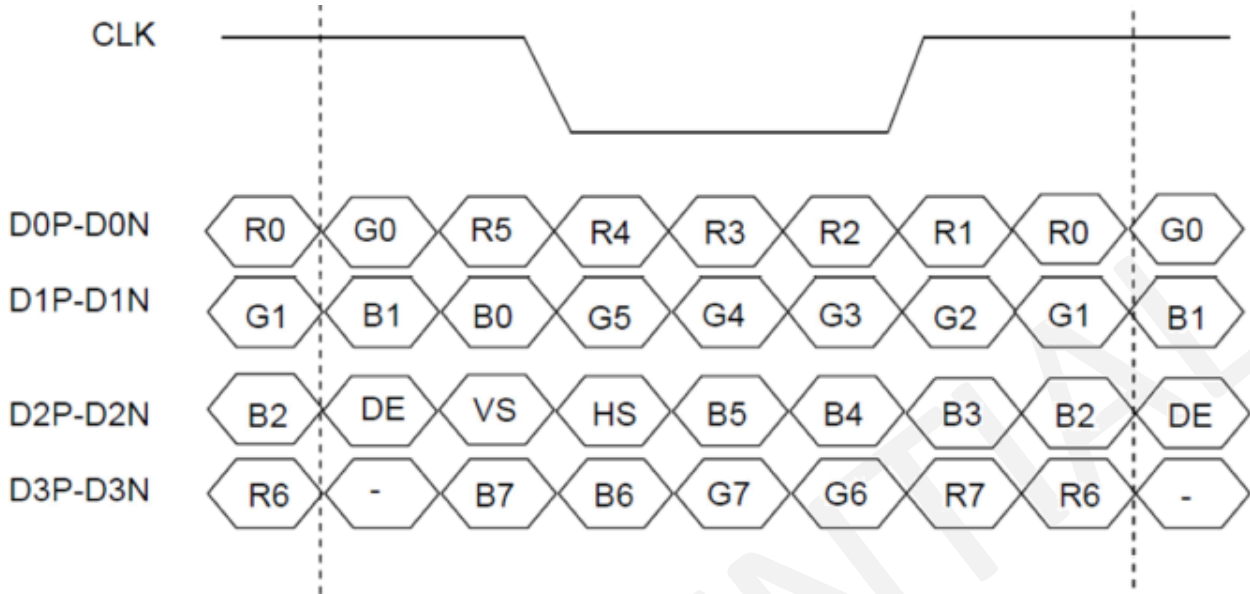 CLK
D0P-D0N R0 G0 R5 R4 R3 R2 R1 R0 G0
D1P-D1N G1 B1 B0 G5 G4 G3 G2 G1 B1
D2P-D2N B2 DE VS HS B5 B4 B3 B2 DE
D3P-D3N R6 - B7 B6 G7 G6 R7 R6 -
NTIAL